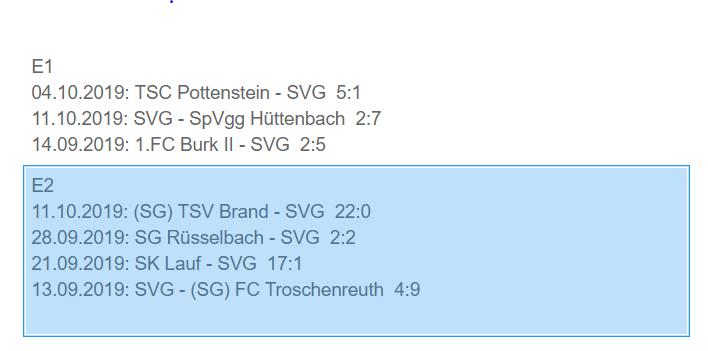 E1
04.10.2019: TSC Pottenstein - SVG 5:1
11.10.2019: SVG - SpVgg Hüttenbach 2:7
14.09.2019: 1.FC Burk II - SVG 2:5
E2
11.10.2019: (SG) TSV Brand - SVG 22:0
28.09.2019: SG Rüsselbach - SVG 2:2
21.09.2019: SK Lauf - SVG 17:1
13.09.2019: SVG - (SG) FC Troschenreuth 4:9